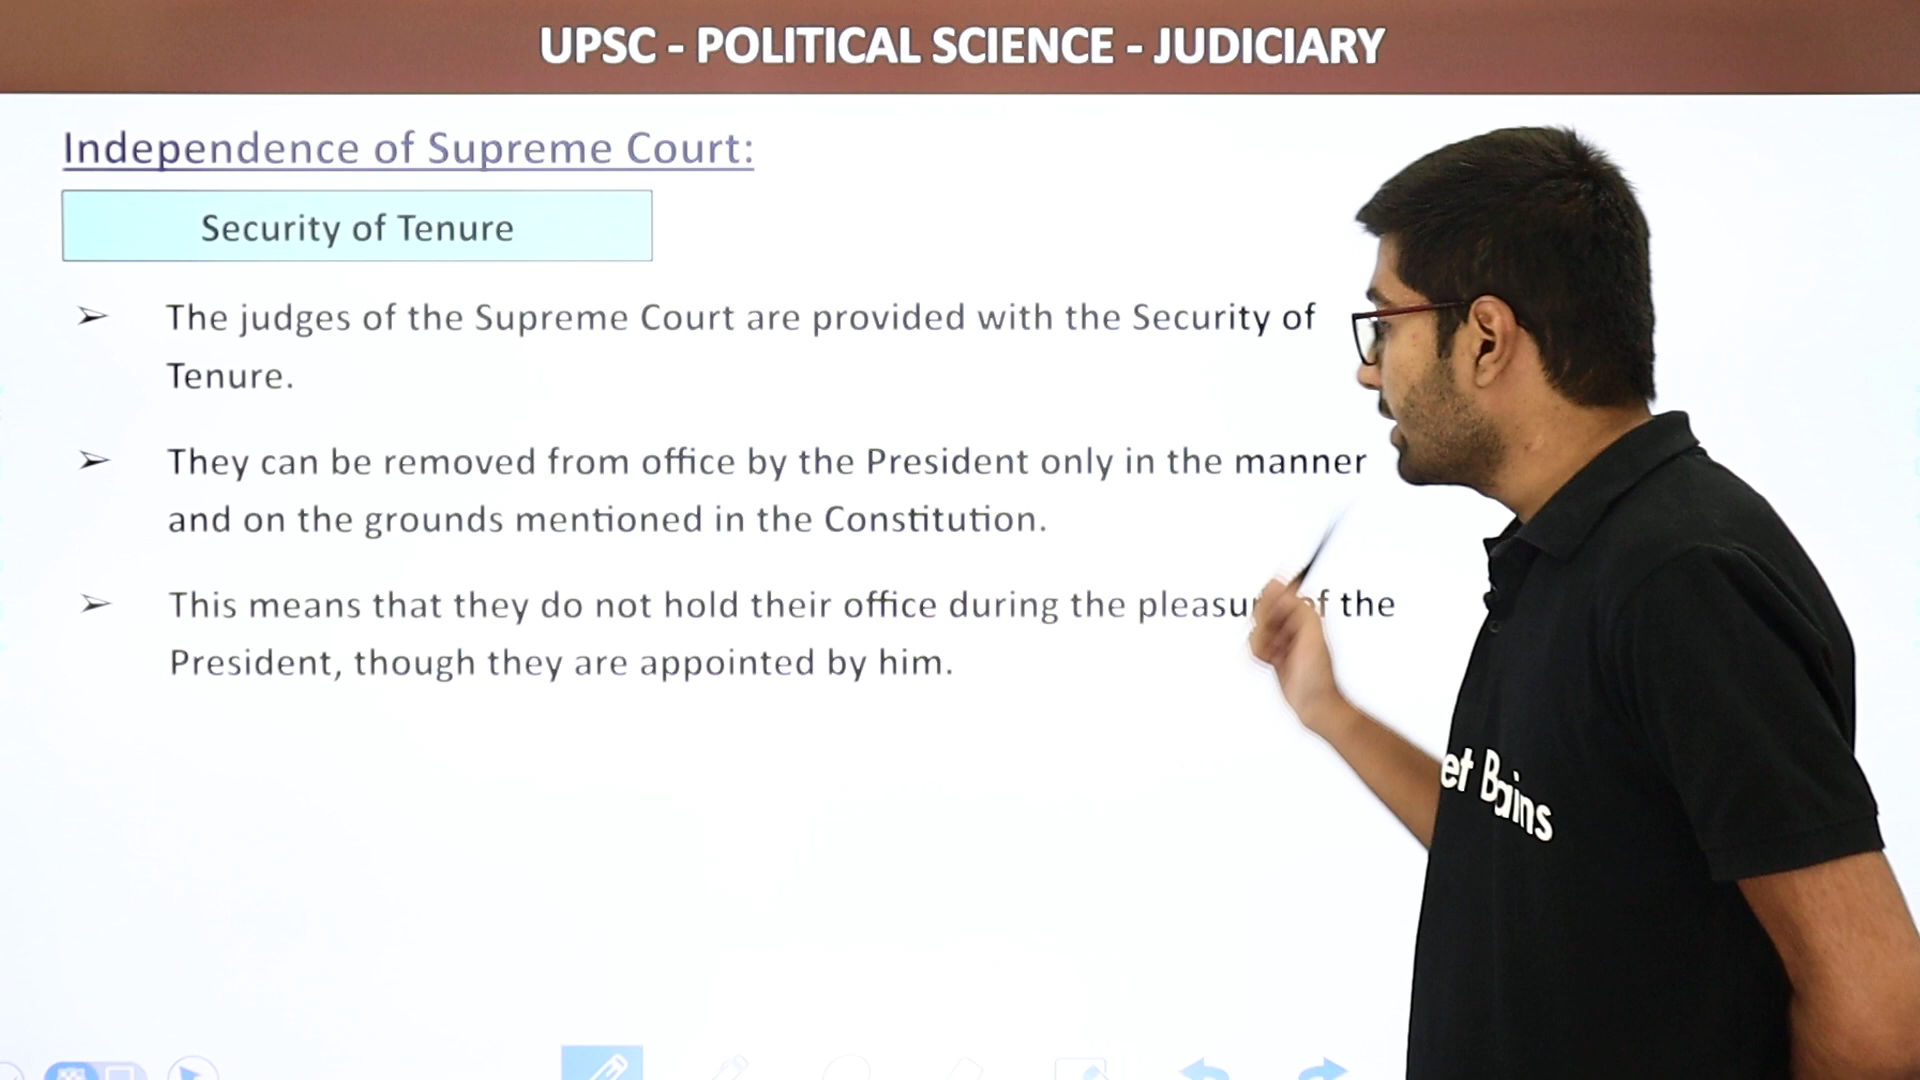 UPSC - POLITICAL SCIENCE - JUDICIARY
Independence of Supreme Court:
Security of Tenure
➢ The judges of the Supreme Court are provided with the Security of
Tenure.
➢ They can be removed from office by the President only in the manner
and on the grounds mentioned in the Constitution.
➢ This means that they do not hold their office during the the
President, though they are appointed by him.
et Brains